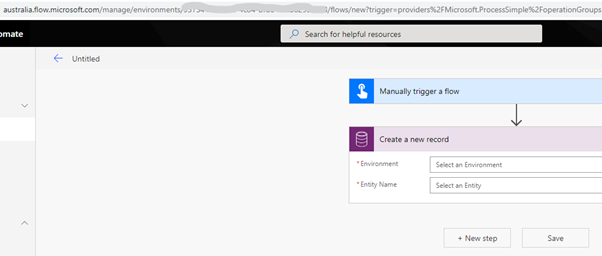 australia.flow.microsoft.com/manage/environments/
/flows/new?trigger=providers%2FMicrosoft.ProcessSimple%2FoperationGroups
omate
Search for helpful resources
Untitled
Manually trigger a flow
Create a new record
* Environment
Select an Environment
* Entity Name
Select an Entity
+ New step
Save